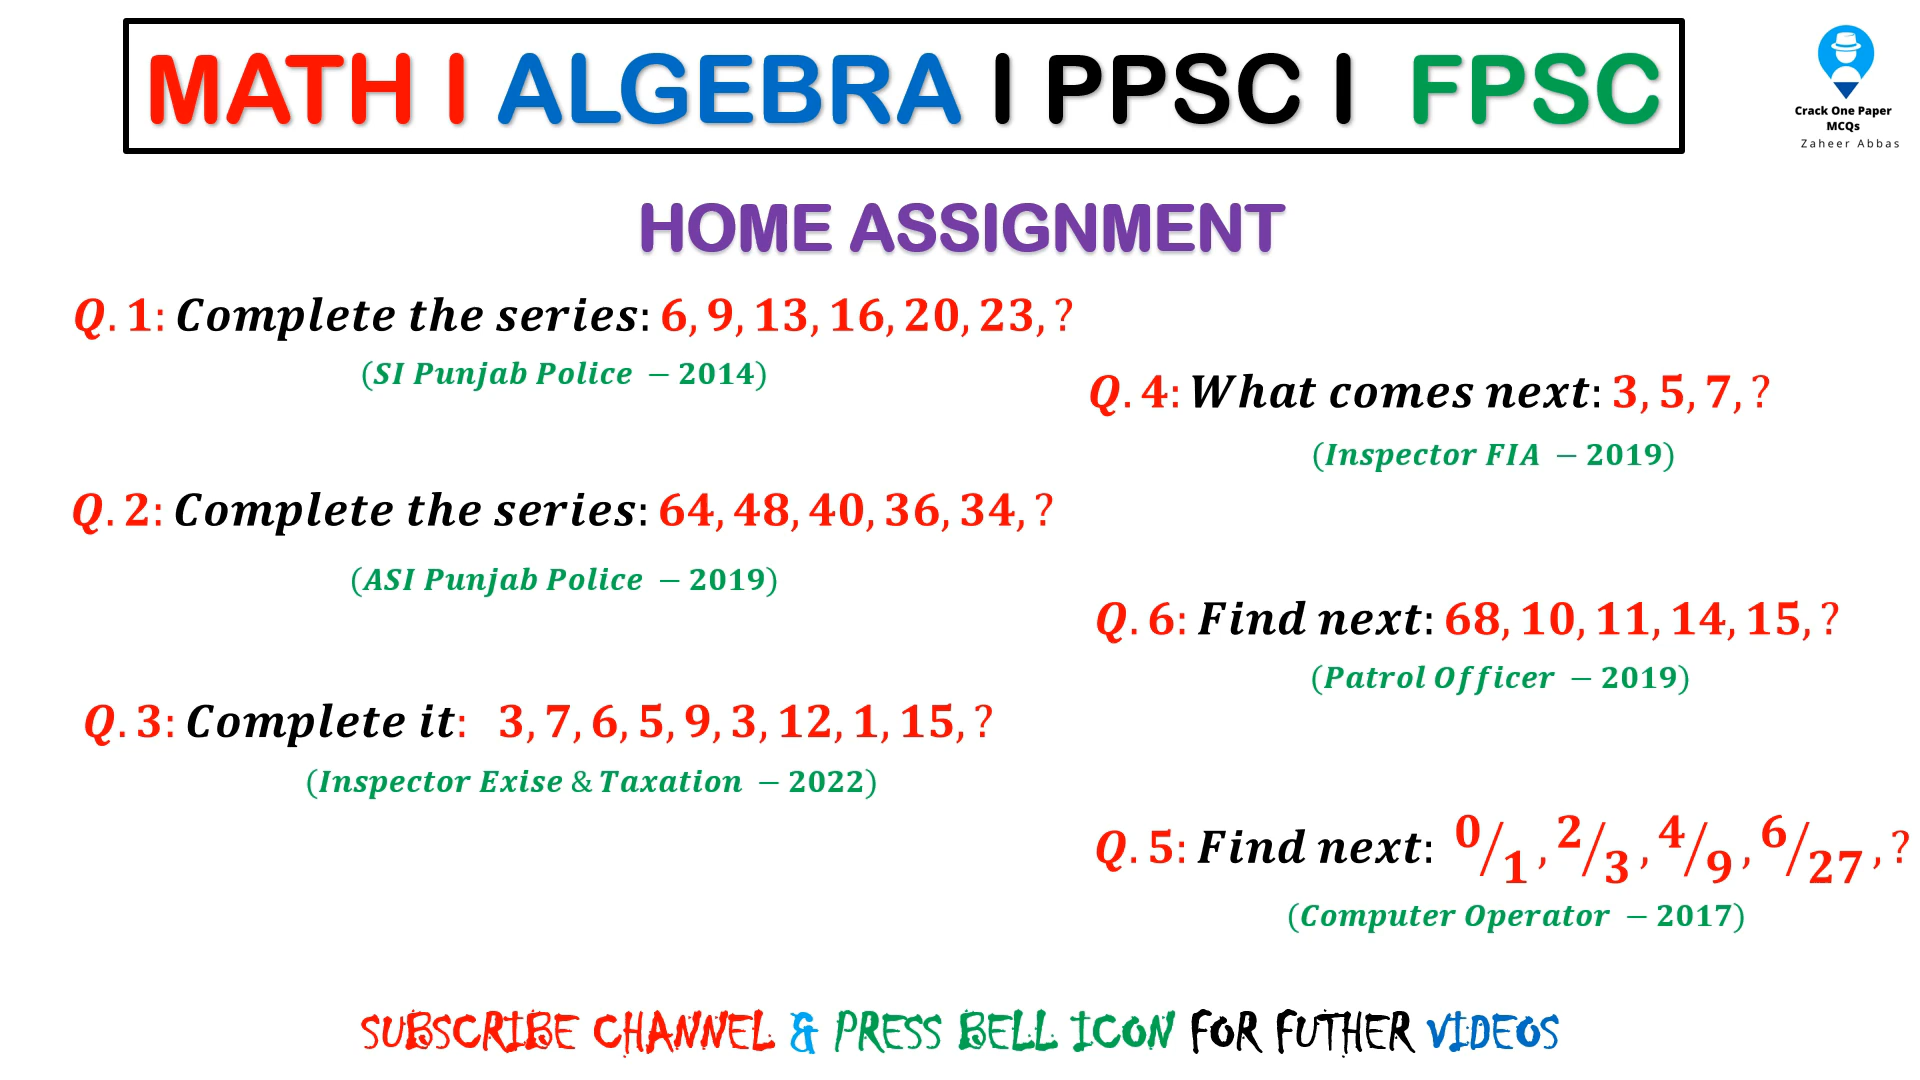 MATH I ALGEBRA I PPSC I FPSC
Crack One Paper
MCQs
Zaheer Abbas
HOME ASSIGNMENT
Q. 1: Complete the series: 6, 9, 13, 16, 20, 23, ?
(SI Punjab Police – 2014)
Q. 4: What comes next: 3, 5, 7, ?
(Inspector FIA – 2019)
Q. 2: Complete the series: 64, 48, 40, 36, 34, ?
(ASI Punjab Police – 2019)
Q. 6: Find next: 68, 10, 11, 14, 15, ?
(Patrol Officer – 2019)
Q. 3: Complete it: 3, 7, 6, 5, 9, 3, 12, 1, 15, ?
(Inspector Exise & Taxation – 2022)
Q. 5: Find next: 0/1, 2/3, 4/9, 6/27, ?
(Computer Operator – 2017)
SUBSCRIBE CHANNEL & PRESS BELL ICON FOR FUTHER VIDEOS